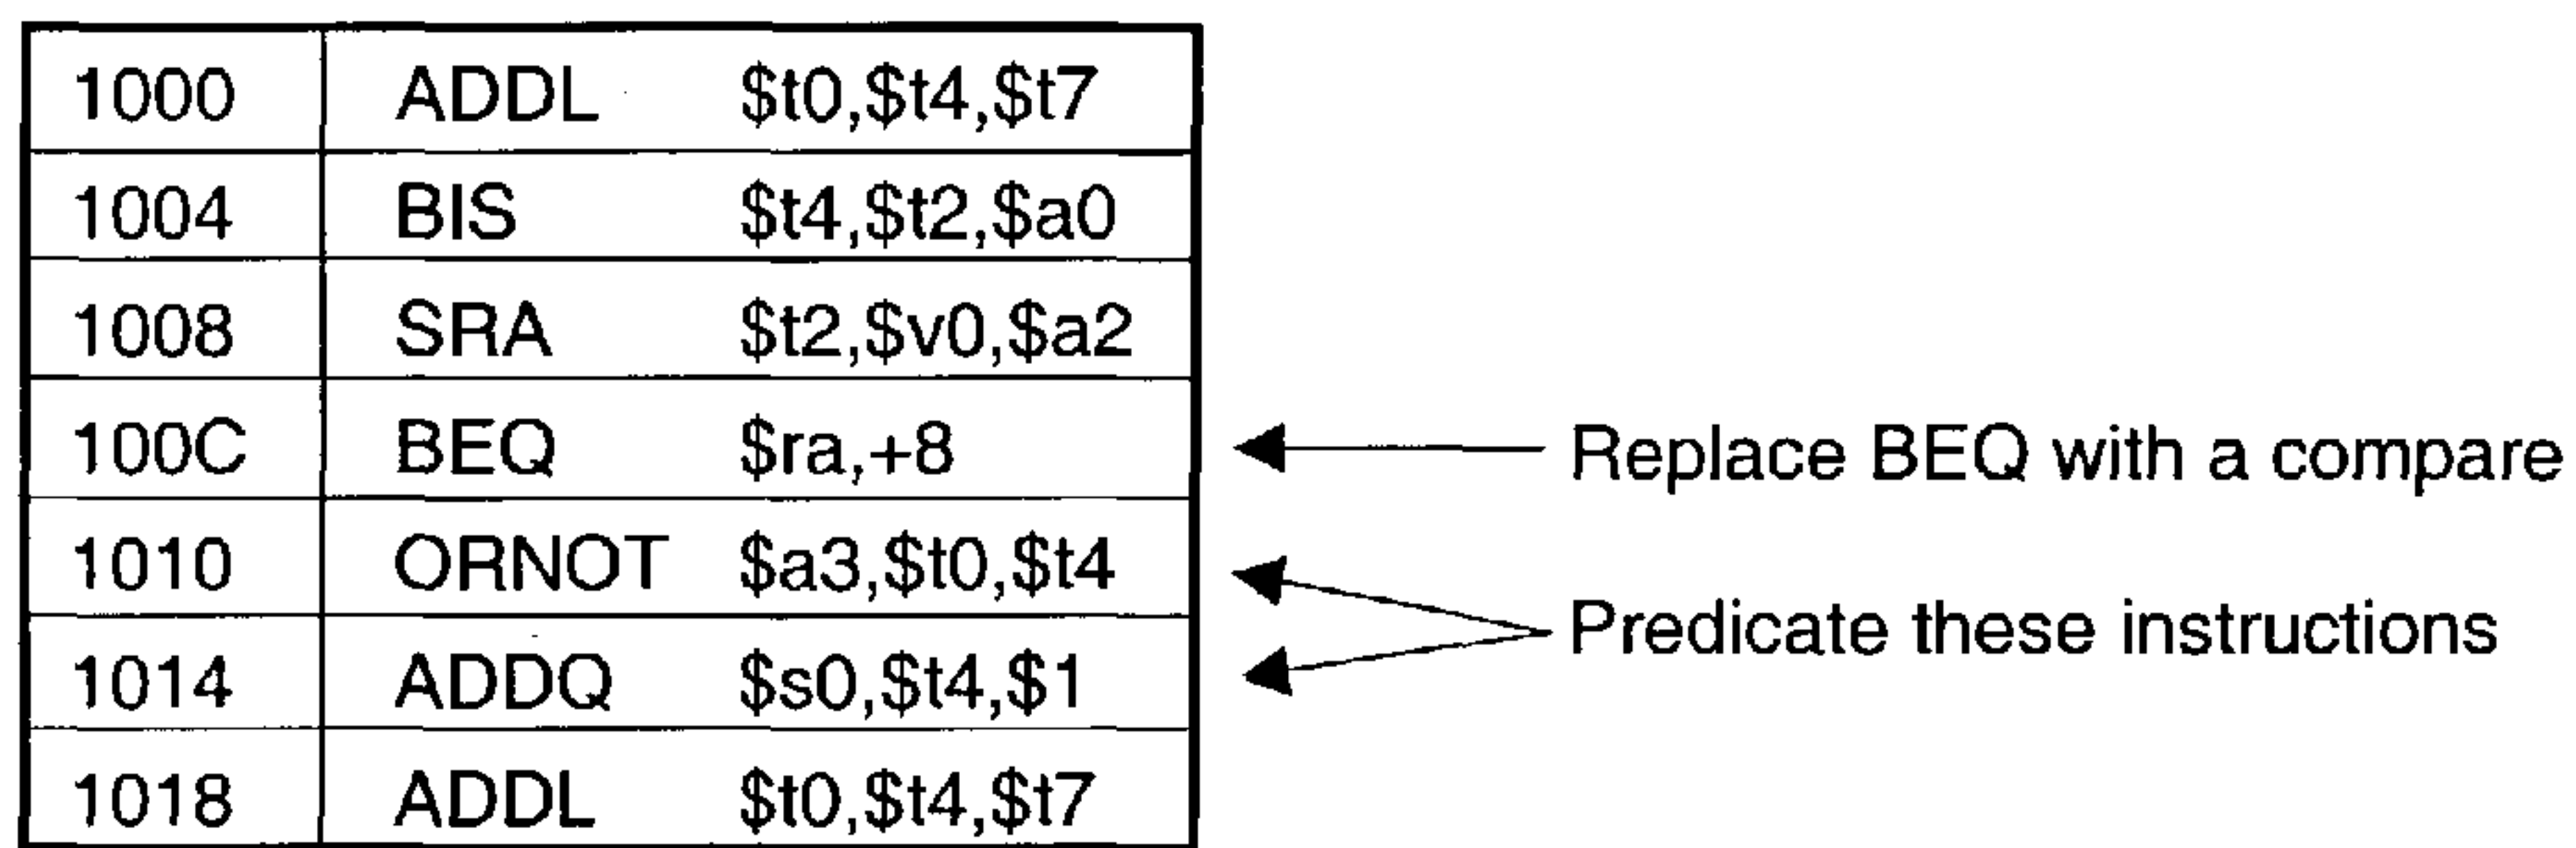 1000 ADDL $t0,$t4,$t7
1004 BIS $t4,$t2,$a0
1008 SRA $t2,$v0,$a2
100C BEQ $ra,+8 Replace BEQ with a compare
1010 ORNOT $a3,$t0,$t4
Predicate these instructions
1014 ADDQ $s0,$t4,$1
1018 ADDL $t0,$t4,$t7